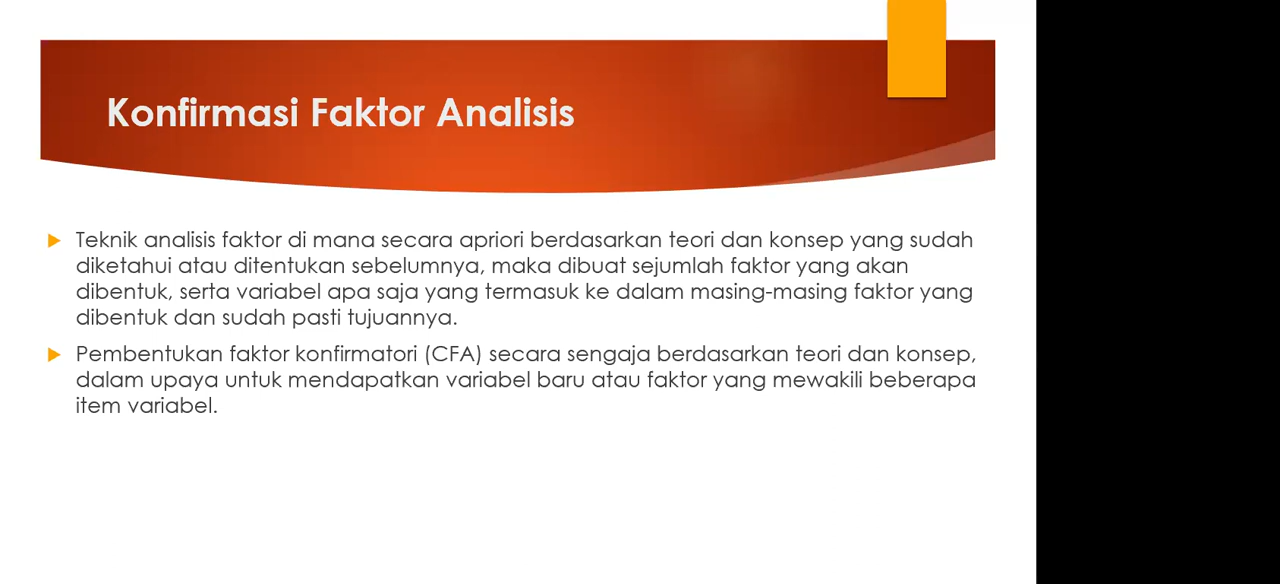 Konfirmasi Faktor Analisis
Teknik analisis faktor di mana secara apriori berdasarkan teori dan konsep yang sudah
diketahui atau ditentukan sebelumnya, maka dibuat sejumlah faktor yang akan
dibentuk, serta variabel apa saja yang termasuk ke dalam masing-masing faktor yang
dibentuk dan sudah pasti tujuannya.
Pembentukan faktor konfirmatori (CFA) secara sengaja berdasarkan teori dan konsep,
dalam upaya untuk mendapatkan variabel baru atau faktor yang mewakili beberapa
item variabel.